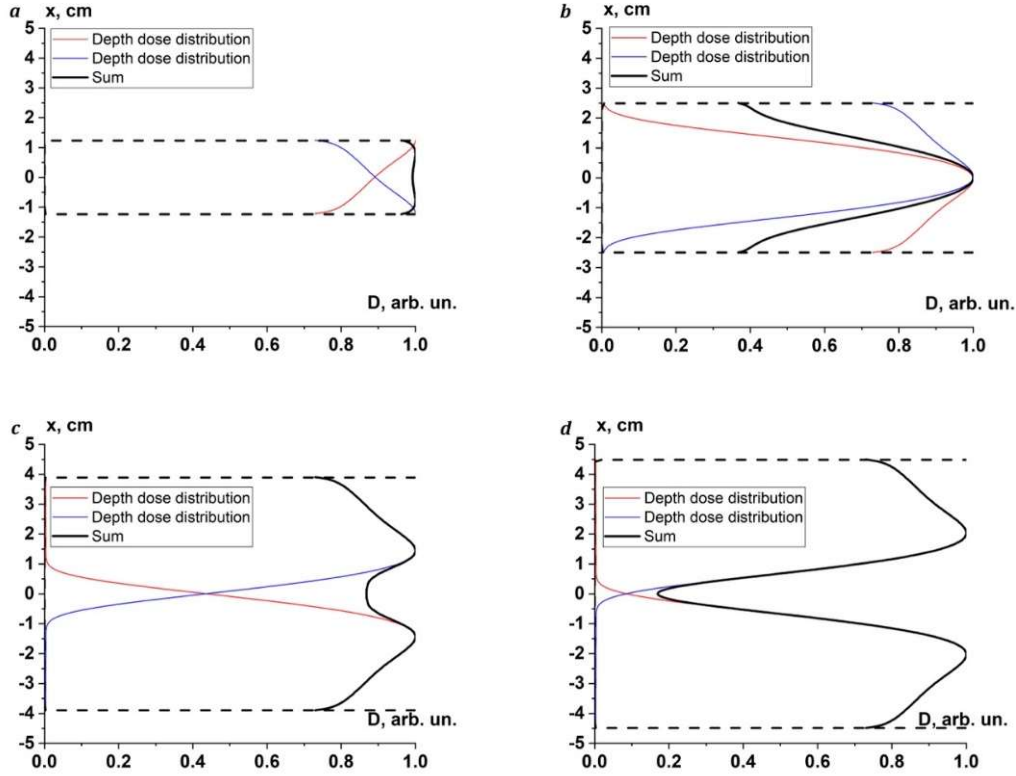 a x, cm
Depth dose distribution
Depth dose distribution
Sum
5
4
3
2
1
0
-1
-2
-3
-4
-5
D, arb. un.
0.0 0.2 0.4 0.6 0.8 1.0
b x, cm
Depth dose distribution
Depth dose distribution
Sum
5
4
3
2
1
0
-1
-2
-3
-4
-5
D, arb. un.
0.0 0.2 0.4 0.6 0.8 1.0
c x, cm
Depth dose distribution
Depth dose distribution
Sum
5
4
3
2
1
0
-1
-2
-3
-4
-5
D, arb. un.
0.0 0.2 0.4 0.6 0.8 1.0
d x, cm
Depth dose distribution
Depth dose distribution
Sum
5
4
3
2
1
0
-1
-2
-3
-4
-5
D, arb. un.
0.0 0.2 0.4 0.6 0.8 1.0